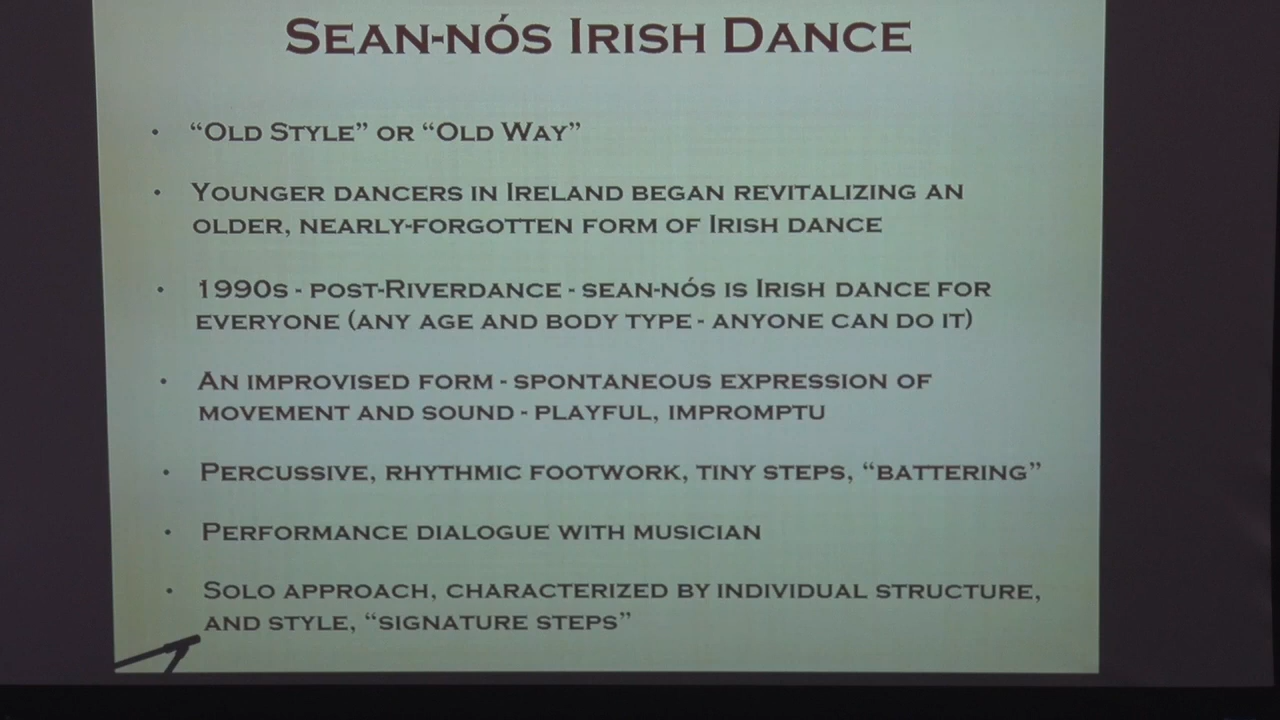 Sean-nós Irish Dance
• “Old Style” or “Old Way”
• Younger dancers in Ireland began revitalizing an
older, nearly-forgotten form of Irish dance
• 1990s - post-Riverdance - sean-nós is Irish dance for
everyone (any age and body type - anyone can do it)
• An improvised form - spontaneous expression of
movement and sound - playful, impromptu
• Percussive, rhythmic footwork, tiny steps, “battering”
• Performance dialogue with musician
• Solo approach, characterized by individual structure,
and style, “signature steps”